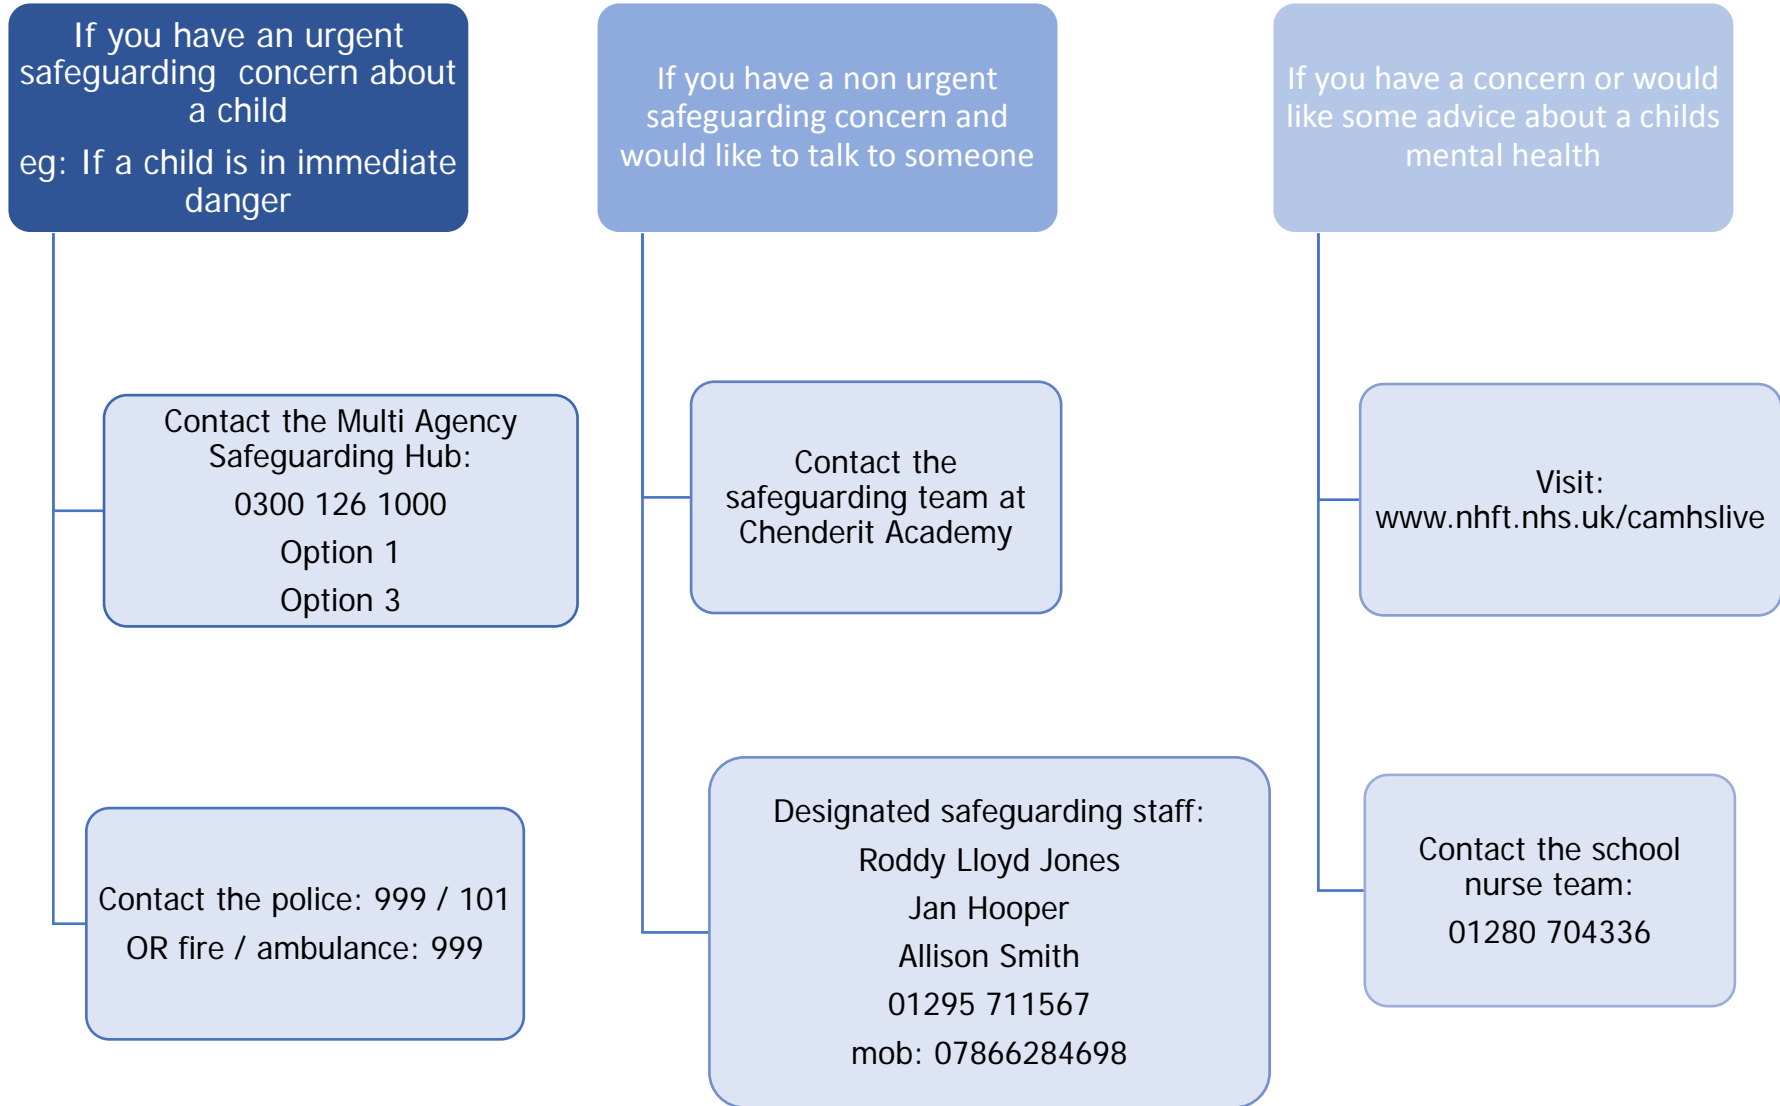 If you have an urgent
safeguarding  concern about
a child
eg: If a child is in immediate
danger
Contact the Multi Agency
Safeguarding Hub:
0300 126 1000
Option 1
Option 3
Contact the police: 999 / 101
OR fire / ambulance: 999
If you have a non urgent
safeguarding concern and
would like to talk to someone
Contact the
safeguarding team at
Chenderit Academy
Designated safeguarding staff:
Roddy Lloyd Jones
Jan Hooper
Allison Smith
01295 711567
mob: 07866284698
If you have a concern or would
like some advice about a childs
mental health
Visit:
www.nhft.nhs.uk/camhslive
Contact the school
nurse team:
01280 704336